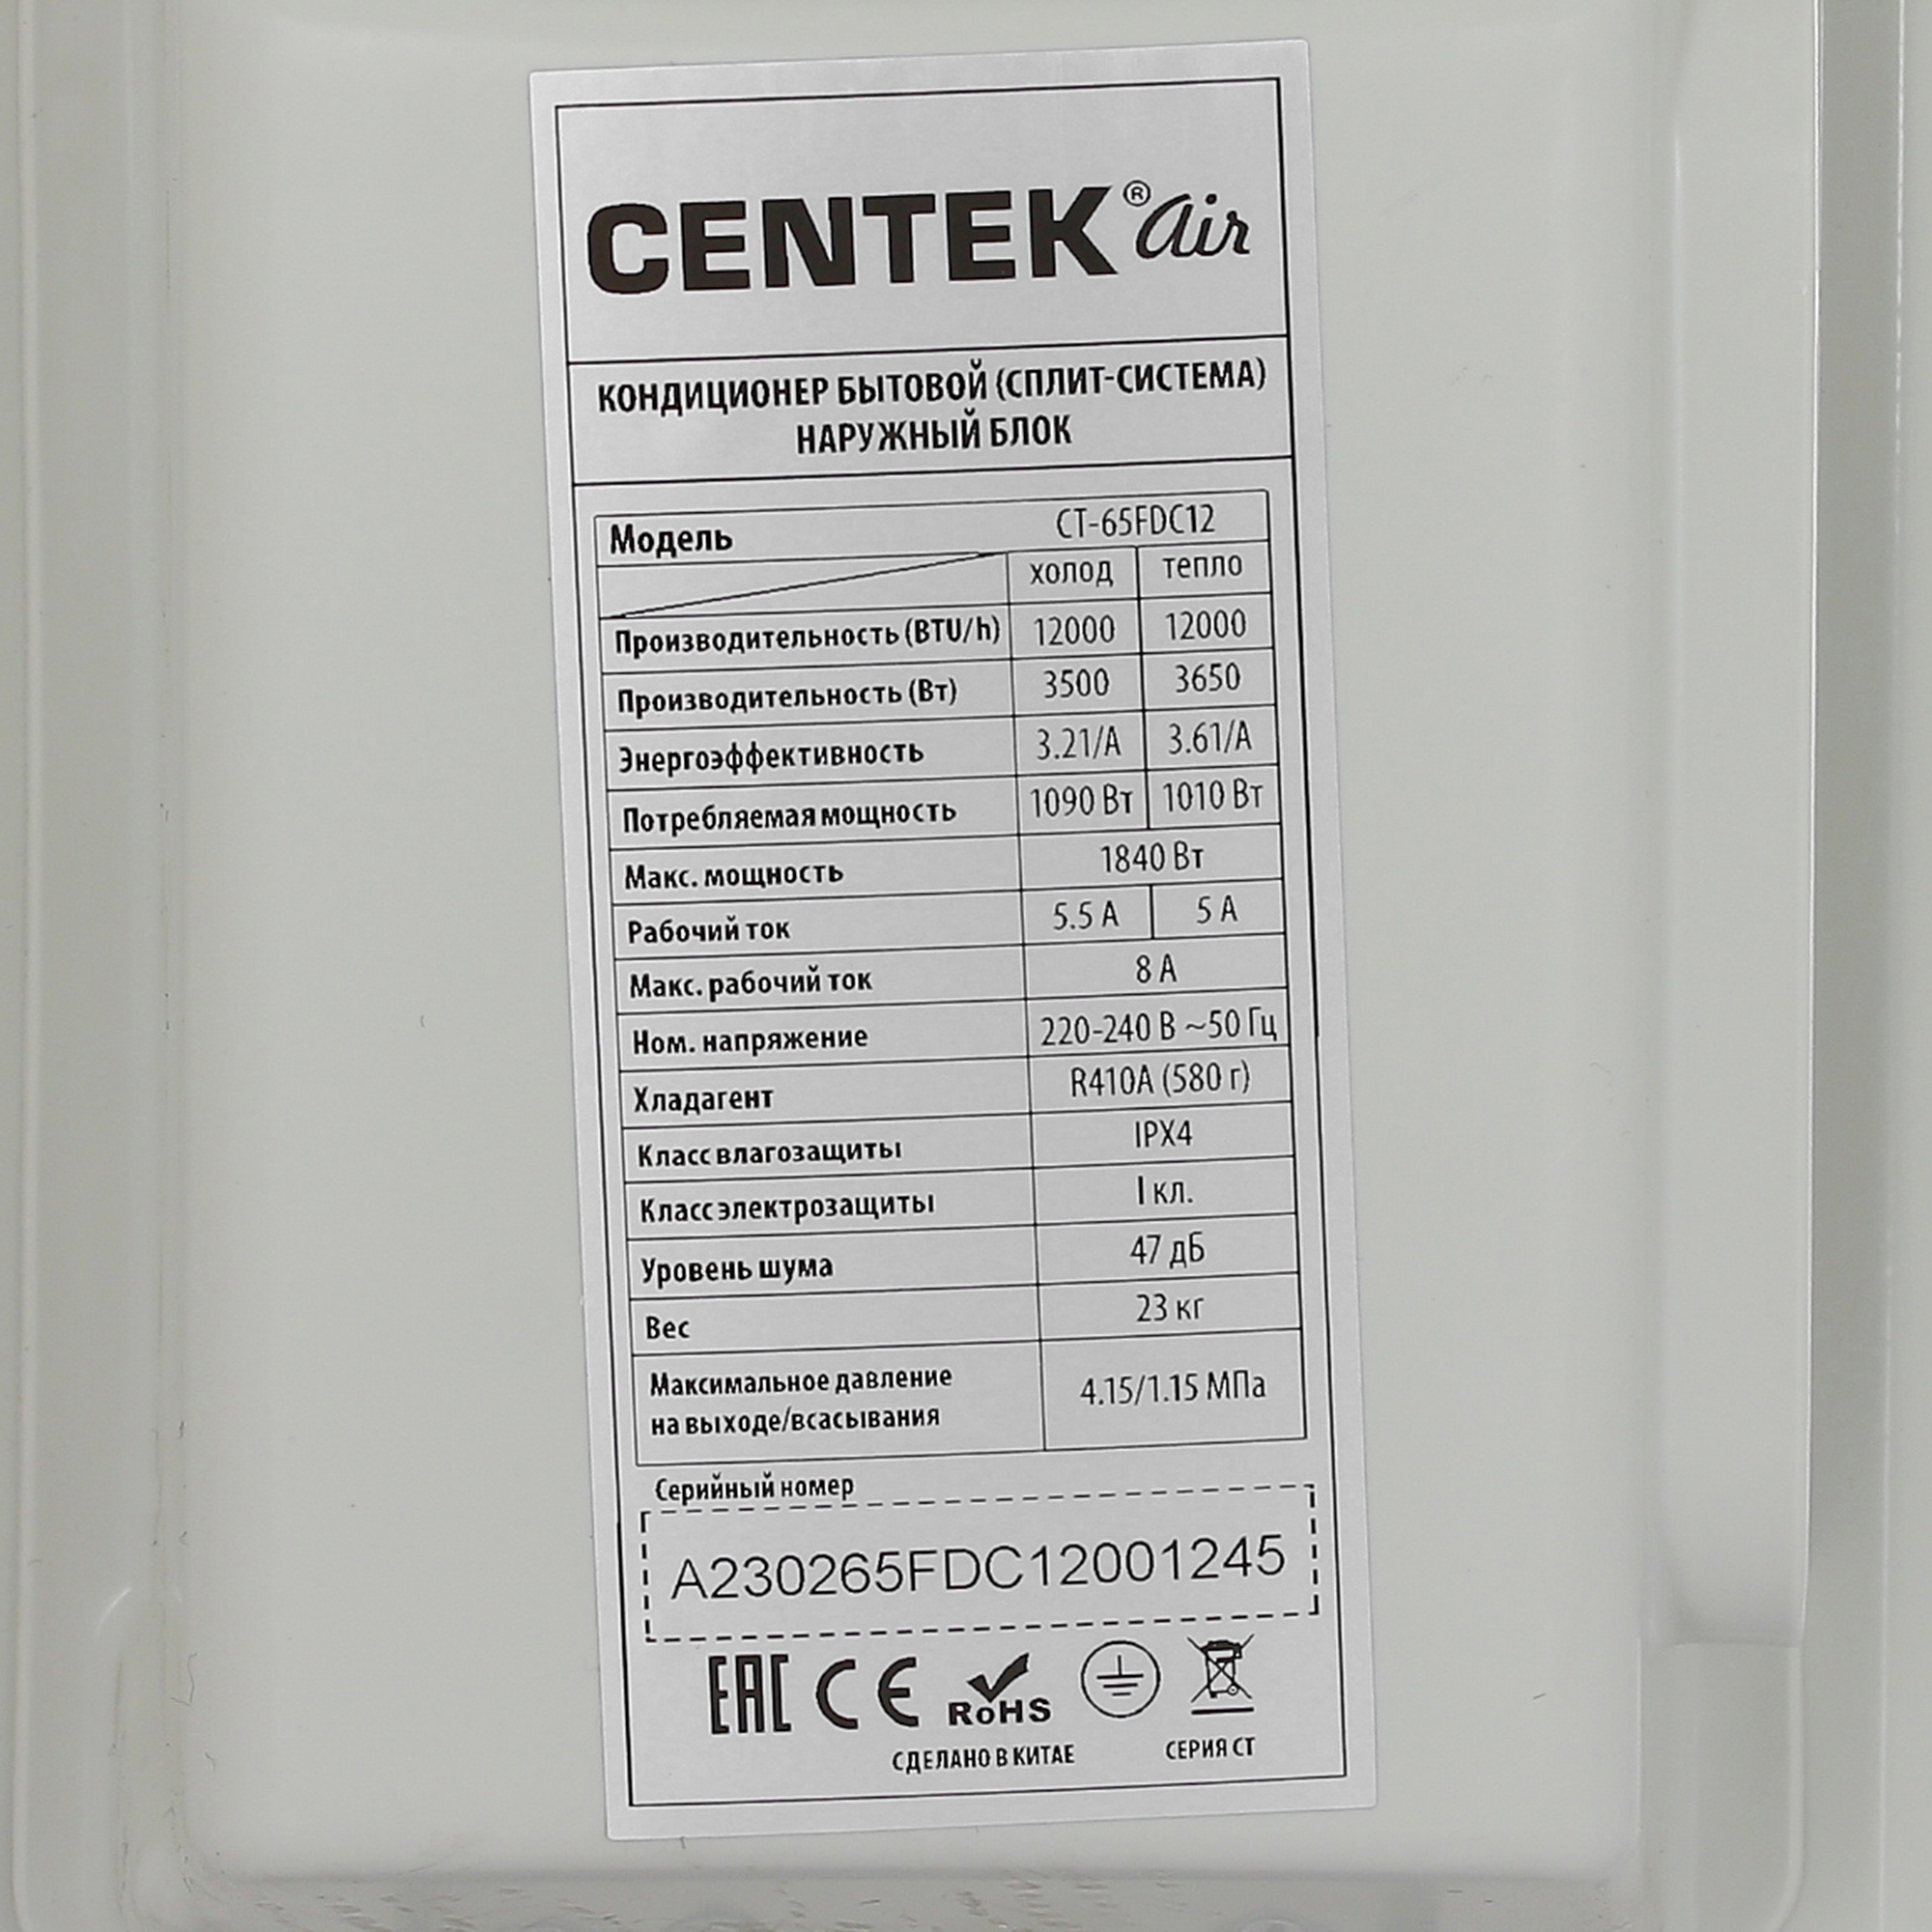 CENTEK® air
КОНДИЦИОНЕР БЫТОВОЙ (СПЛИТ-СИСТЕМА)
НАРУЖНЫЙ БЛОК
Модель CT-65FDC12
холод тепло
Производительность (BTU/h) 12000 12000
Производительность (Вт) 3500 3650
Энергоэффективность 3.21/A 3.61/A
Потребляемая мощность 1090 Вт 1010 Вт
Макс. мощность 1840 Вт
Рабочий ток 5.5 А 5 А
Макс. рабочий ток 8 А
Ном. напряжение 220-240 В ~50 Гц
Хладагент R410A (580 г)
Класс влагозащиты IPX4
Класс электрозащиты I кл.
Уровень шума 47 дБ
Вес 23 кг
Максимальное давление
на выходе/всасывания 4.15/1.15 МПа
Серийный номер
A230265FDC12001245
EAC CE RoHS
СДЕЛАНО В КИТАЕ СЕРИЯ СТ